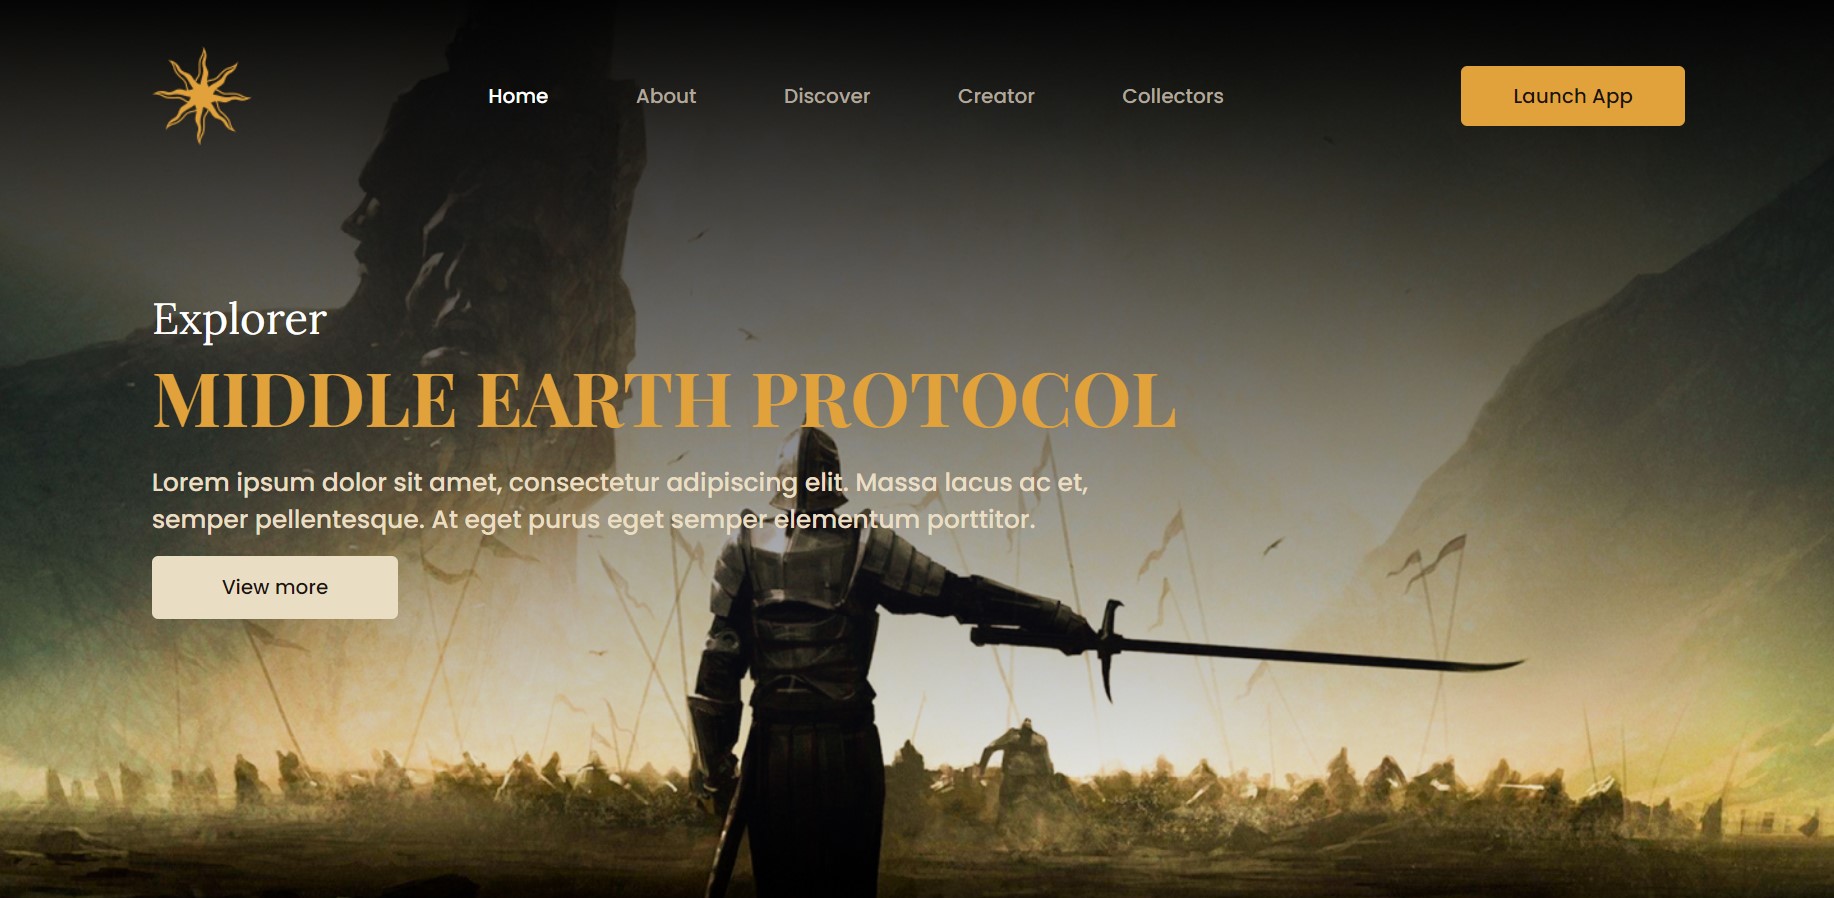 Home About Discover Creator Collectors Launch App
Explorer
MIDDLE EARTH PROTOCOL
Lorem ipsum dolor sit amet, consectetur adipiscing elit. Massa lacus ac et,
semper pellentesque. At eget purus eget semper elementum porttitor.
View more